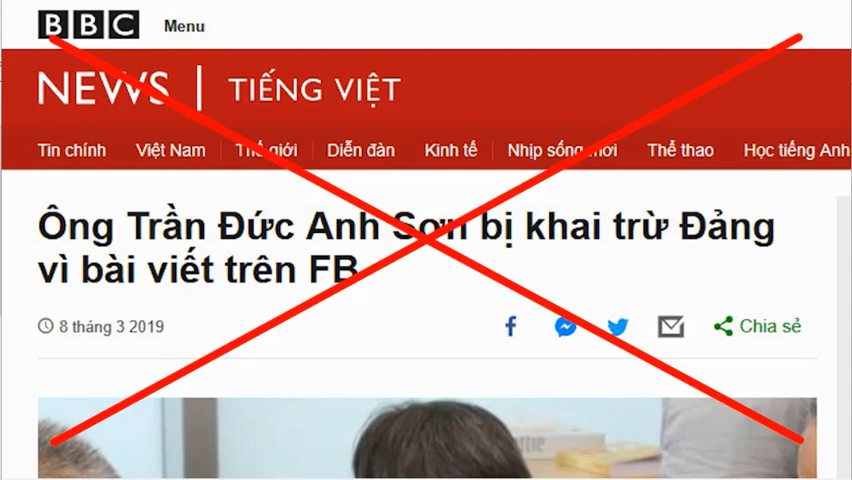 BBC Menu
NEWS TIẾNG VIỆT
Tin chính Việt Nam Thế giới Diễn đàn Kinh tế Nhịp sống mới Thể thao Học tiếng Anh
Ông Trần Đức Anh Sơn bị khai trừ Đảng
vì bài viết trên FB
8 tháng 3 2019 Chia sẻ